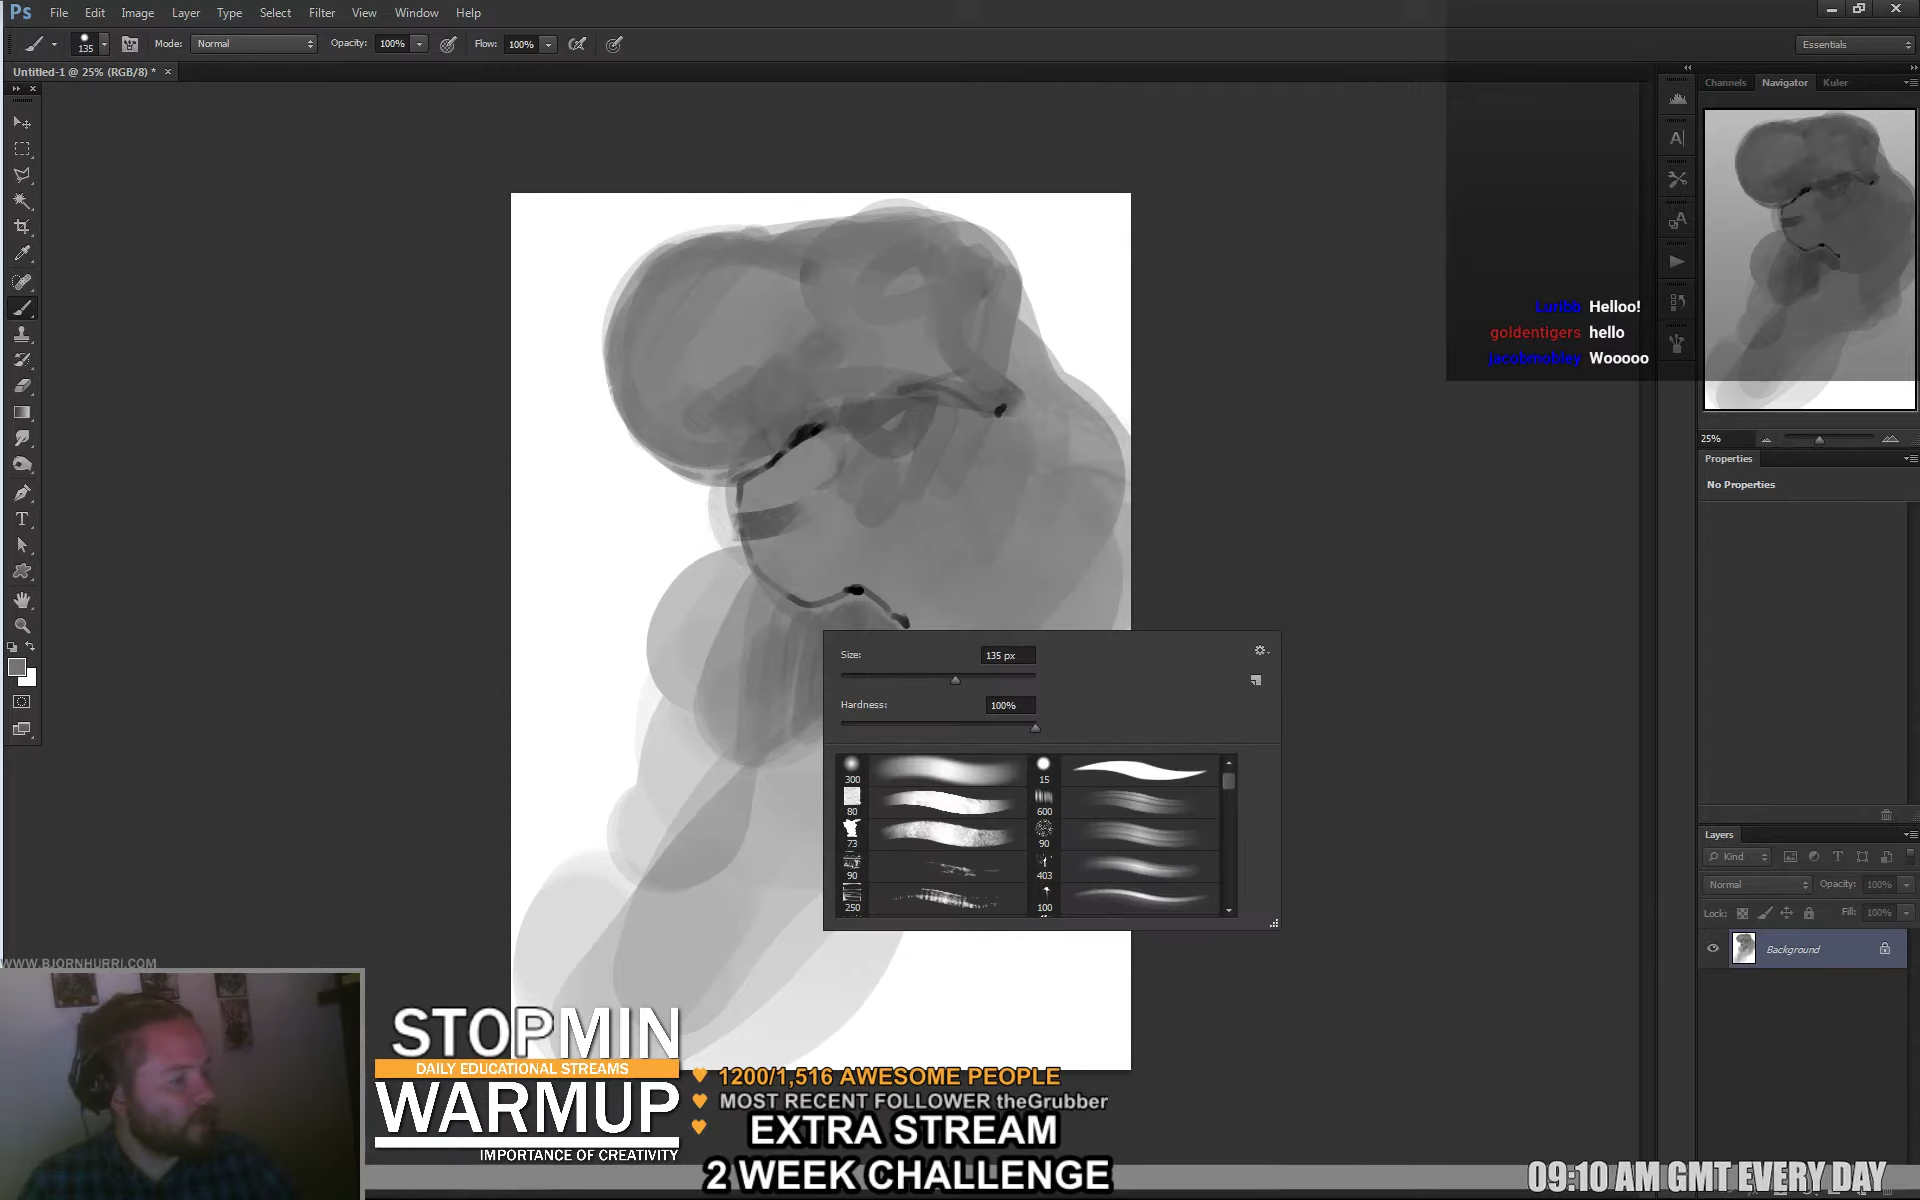 Ps File Edit Image Layer Type Select Filter View Window Help
135 Mode: Normal Opacity: 100% Flow: 100% Essentials
Untitled-1 @ 25% (RGB/8) *
Channels Navigator Kuler
Luribb Helloo!
goldentigers hello
jacobmobley Wooooo
25%
Properties
No Properties
Size: 135 px
Hardness: 100%
300 15
80 600
73 90
90 403
250 100
Layers
Kind
Normal Opacity: 100%
Lock: Fill: 100%
Background
WWW.BJORNHURRI.COM
STOPMIN
DAILY EDUCATIONAL STREAMS
WARMUP
IMPORTANCE OF CREATIVITY
1200/1,516 AWESOME PEOPLE
MOST RECENT FOLLOWER theGrubber
EXTRA STREAM
2 WEEK CHALLENGE
09:10 AM GMT EVERY DAY